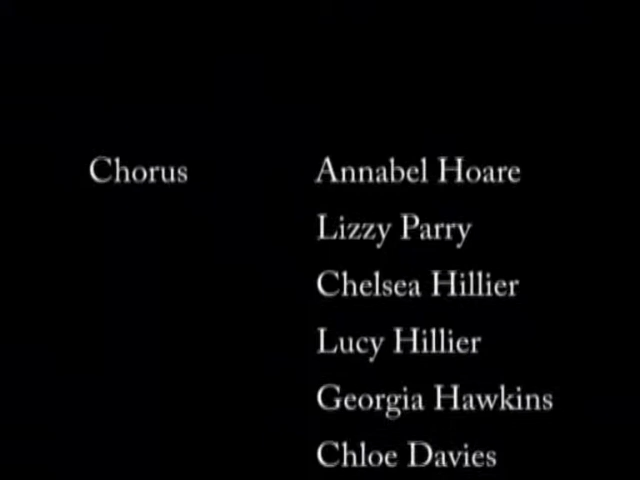 Chorus Annabel Hoare
Lizzy Parry
Chelsea Hillier
Lucy Hillier
Georgia Hawkins
Chloe Davies